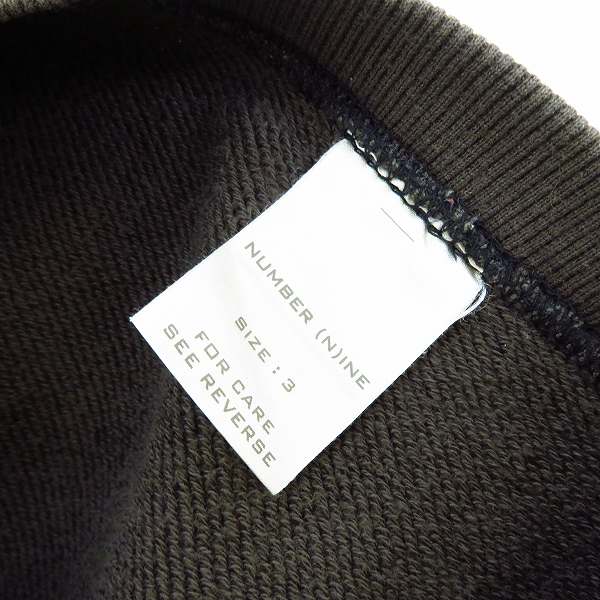 NUMBER (N)INE
SIZE : 3
FOR CARE
SEE REVERSE